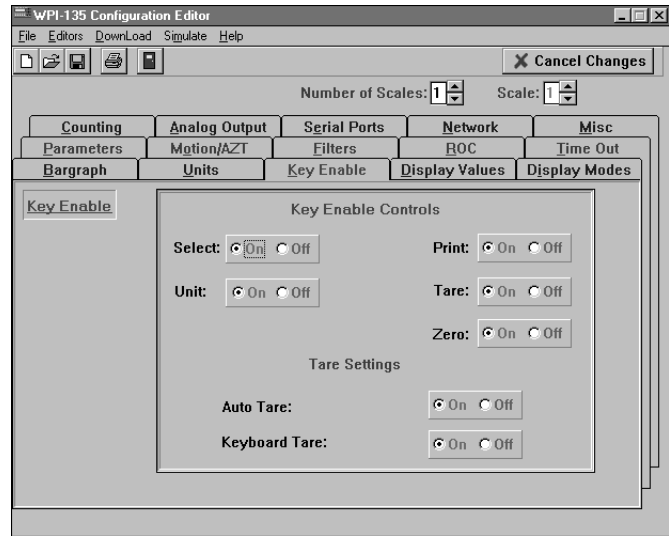 WPI-135 Configuration Editor
File Editors DownLoad Simulate Help
Cancel Changes
Number of Scales: 1 Scale: 1
Counting Analog Output Serial Ports Network Misc
Parameters Motion/AZT Filters ROC Time Out
Bargraph Units Key Enable Display Values Display Modes
Key Enable
Key Enable Controls
Select: On Off Print: On Off
Unit: On Off Tare: On Off
Zero: On Off
Tare Settings
Auto Tare: On Off
Keyboard Tare: On Off